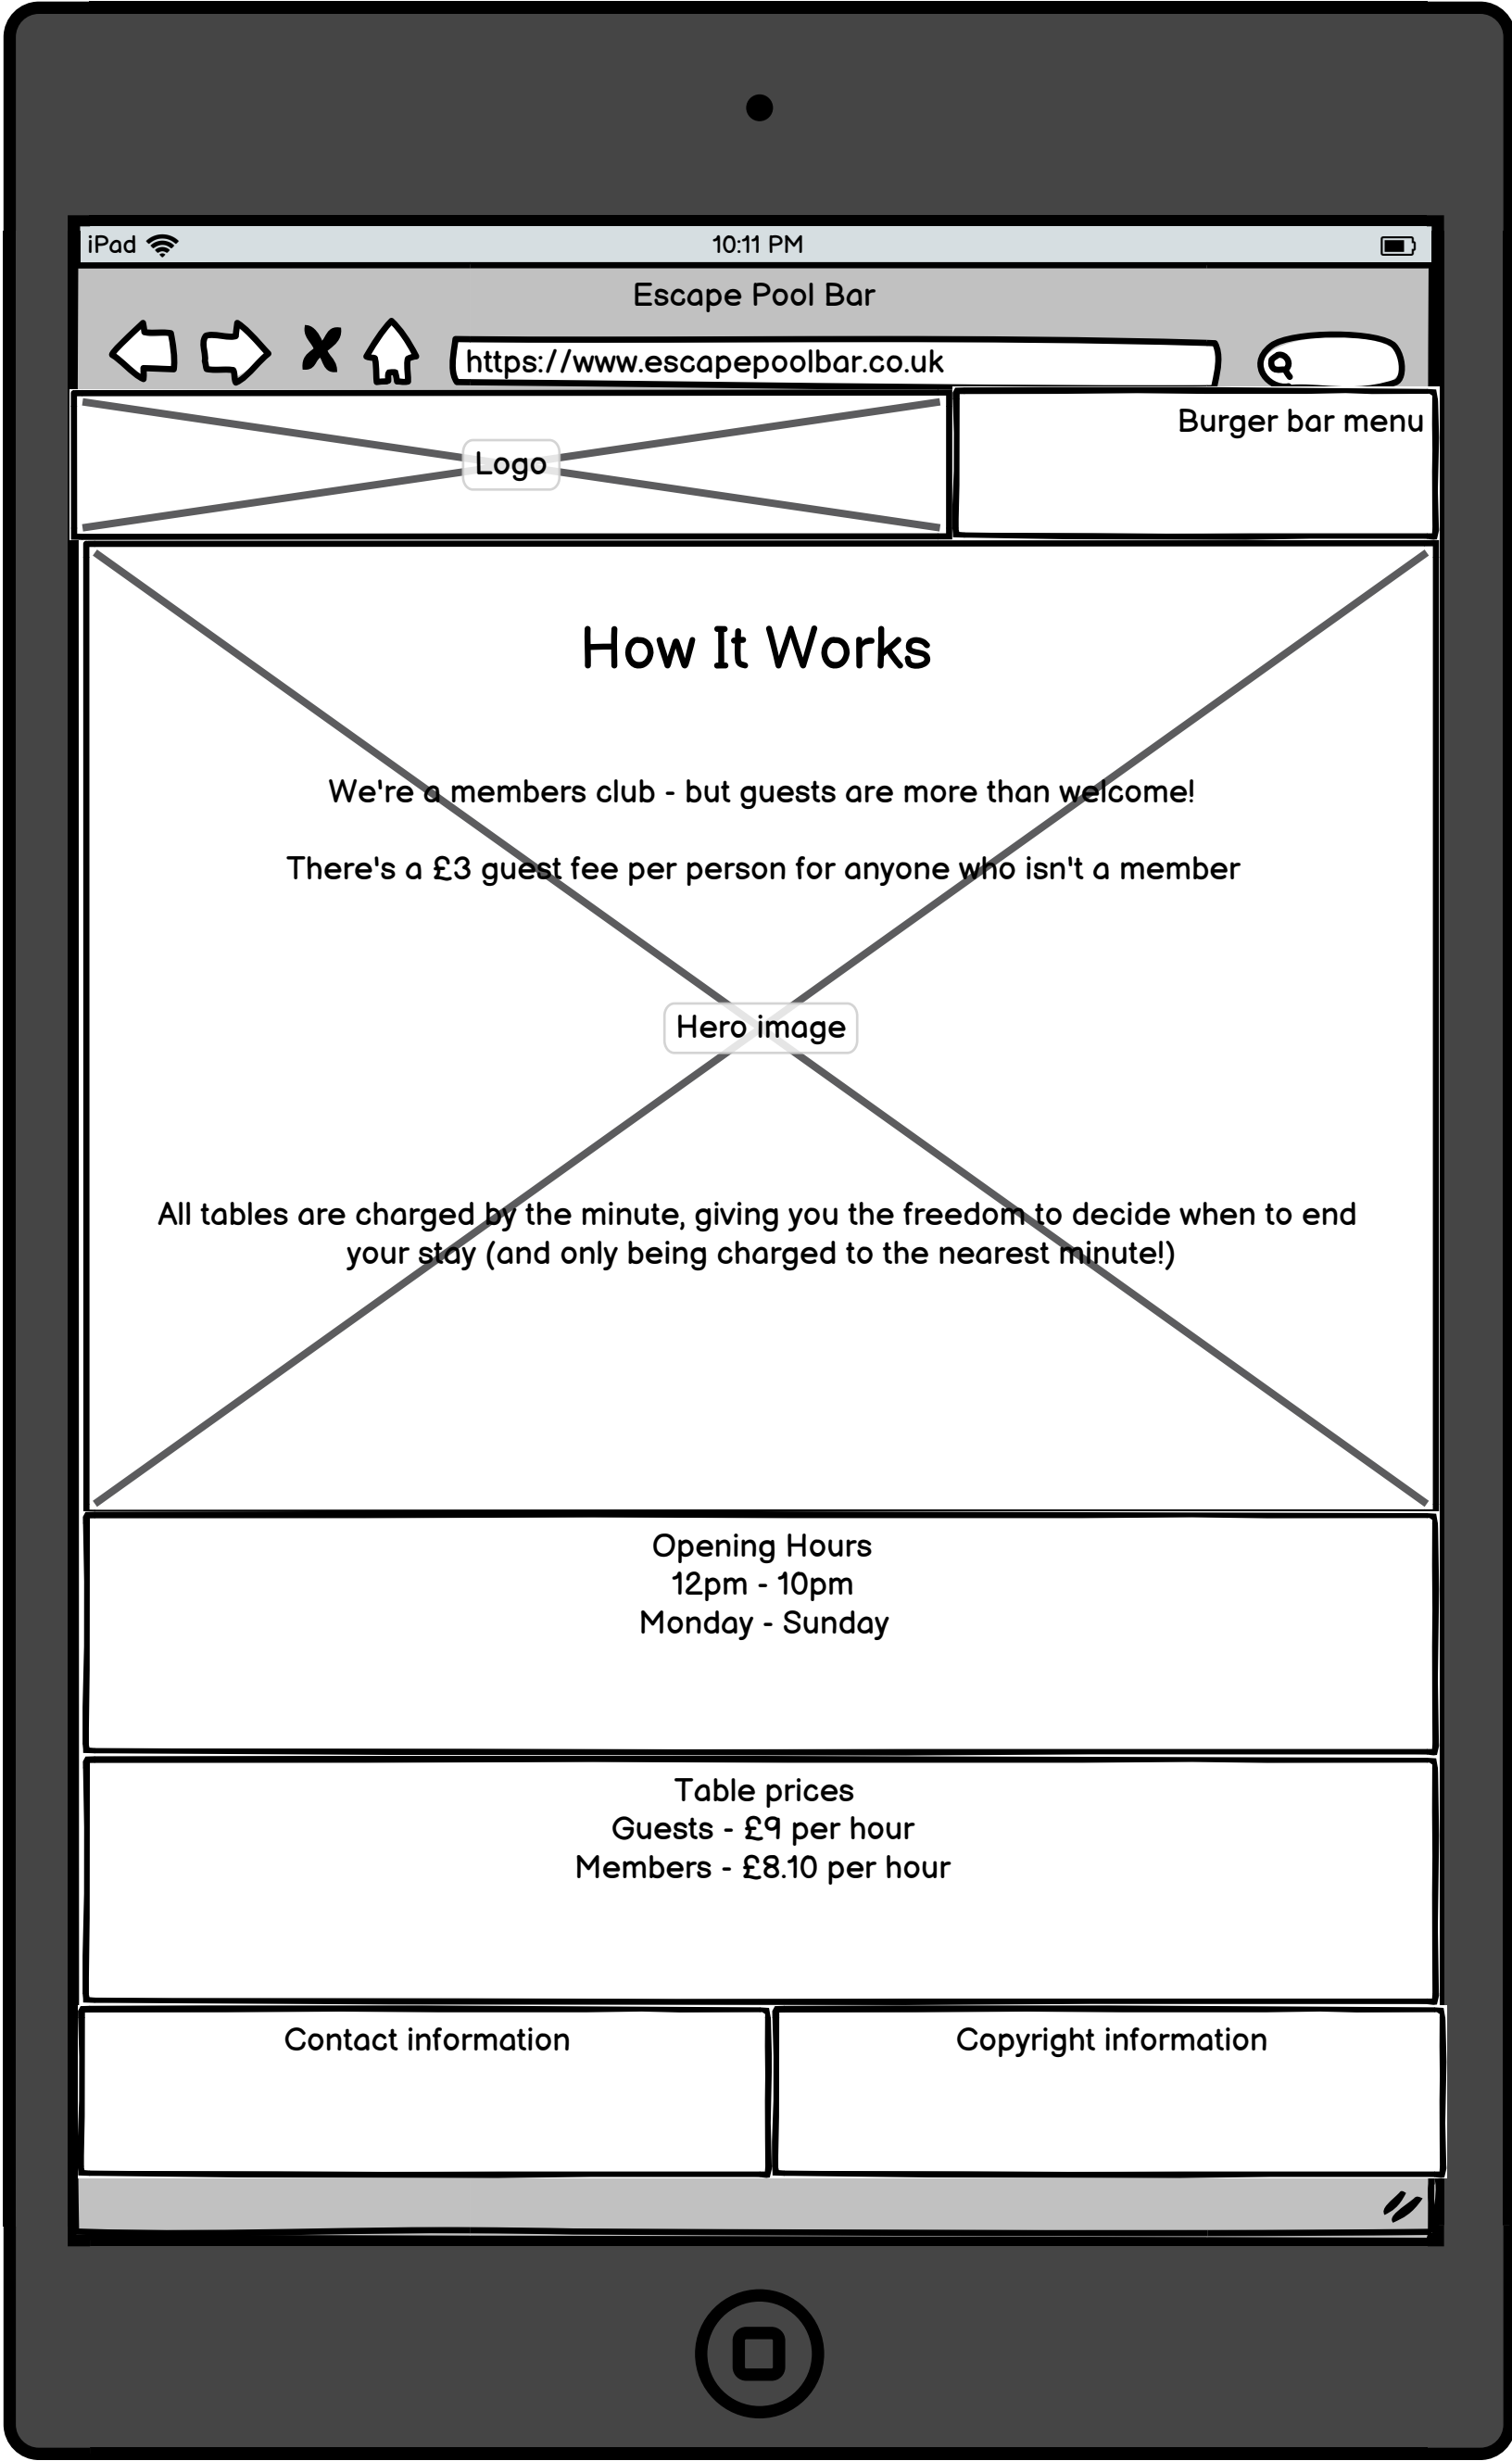 iPad
10:11 PM
Escape Pool Bar
https://www.escapepoolbar.co.uk
Logo
Burger bar menu
How It Works
We're a members club - but guests are more than welcome!
There's a £3 guest fee per person for anyone who isn't a member
Hero image
All tables are charged by the minute, giving you the freedom to decide when to end
your stay (and only being charged to the nearest minute!)
Opening Hours
12pm - 10pm
Monday - Sunday
Table prices
Guests - £9 per hour
Members - £8.10 per hour
Contact information
Copyright information